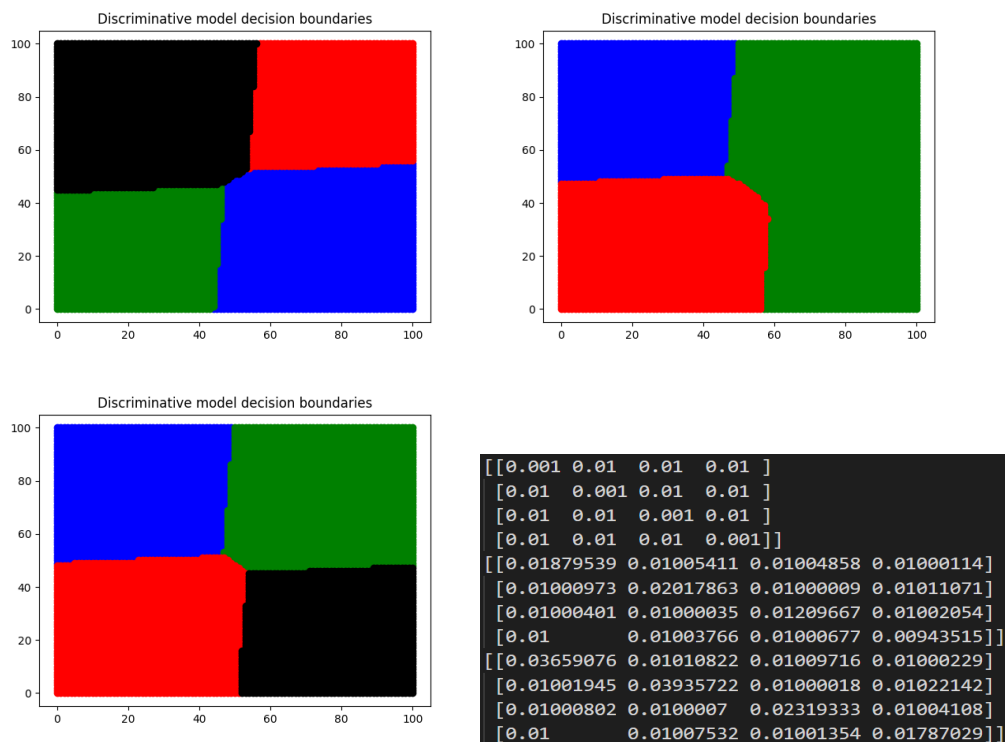 Discriminative model decision boundaries
Discriminative model decision boundaries
100
80
60
40
20
0
0 20 40 60 80 100
100
80
60
40
20
0
0 20 40 60 80 100
Discriminative model decision boundaries
100
80
60
40
20
0
0 20 40 60 80 100
[[0.001 0.01 0.01 0.01 ]
[0.01 0.001 0.01 0.01 ]
[0.01 0.01 0.001 0.01 ]
[0.01 0.01 0.01 0.001]]
[[0.01879539 0.01005411 0.01004858 0.01000114]
[0.01000973 0.02017863 0.01000009 0.01011071]
[0.01000401 0.01000035 0.01209667 0.01002054]
[0.01 0.01003766 0.01000677 0.00943515]]
[[0.03659076 0.01010822 0.01009716 0.01000229]
[0.01001945 0.03935722 0.01000018 0.01022142]
[0.01000802 0.0100007 0.02319333 0.01004108]
[0.01 0.01007532 0.01001354 0.01787029]]